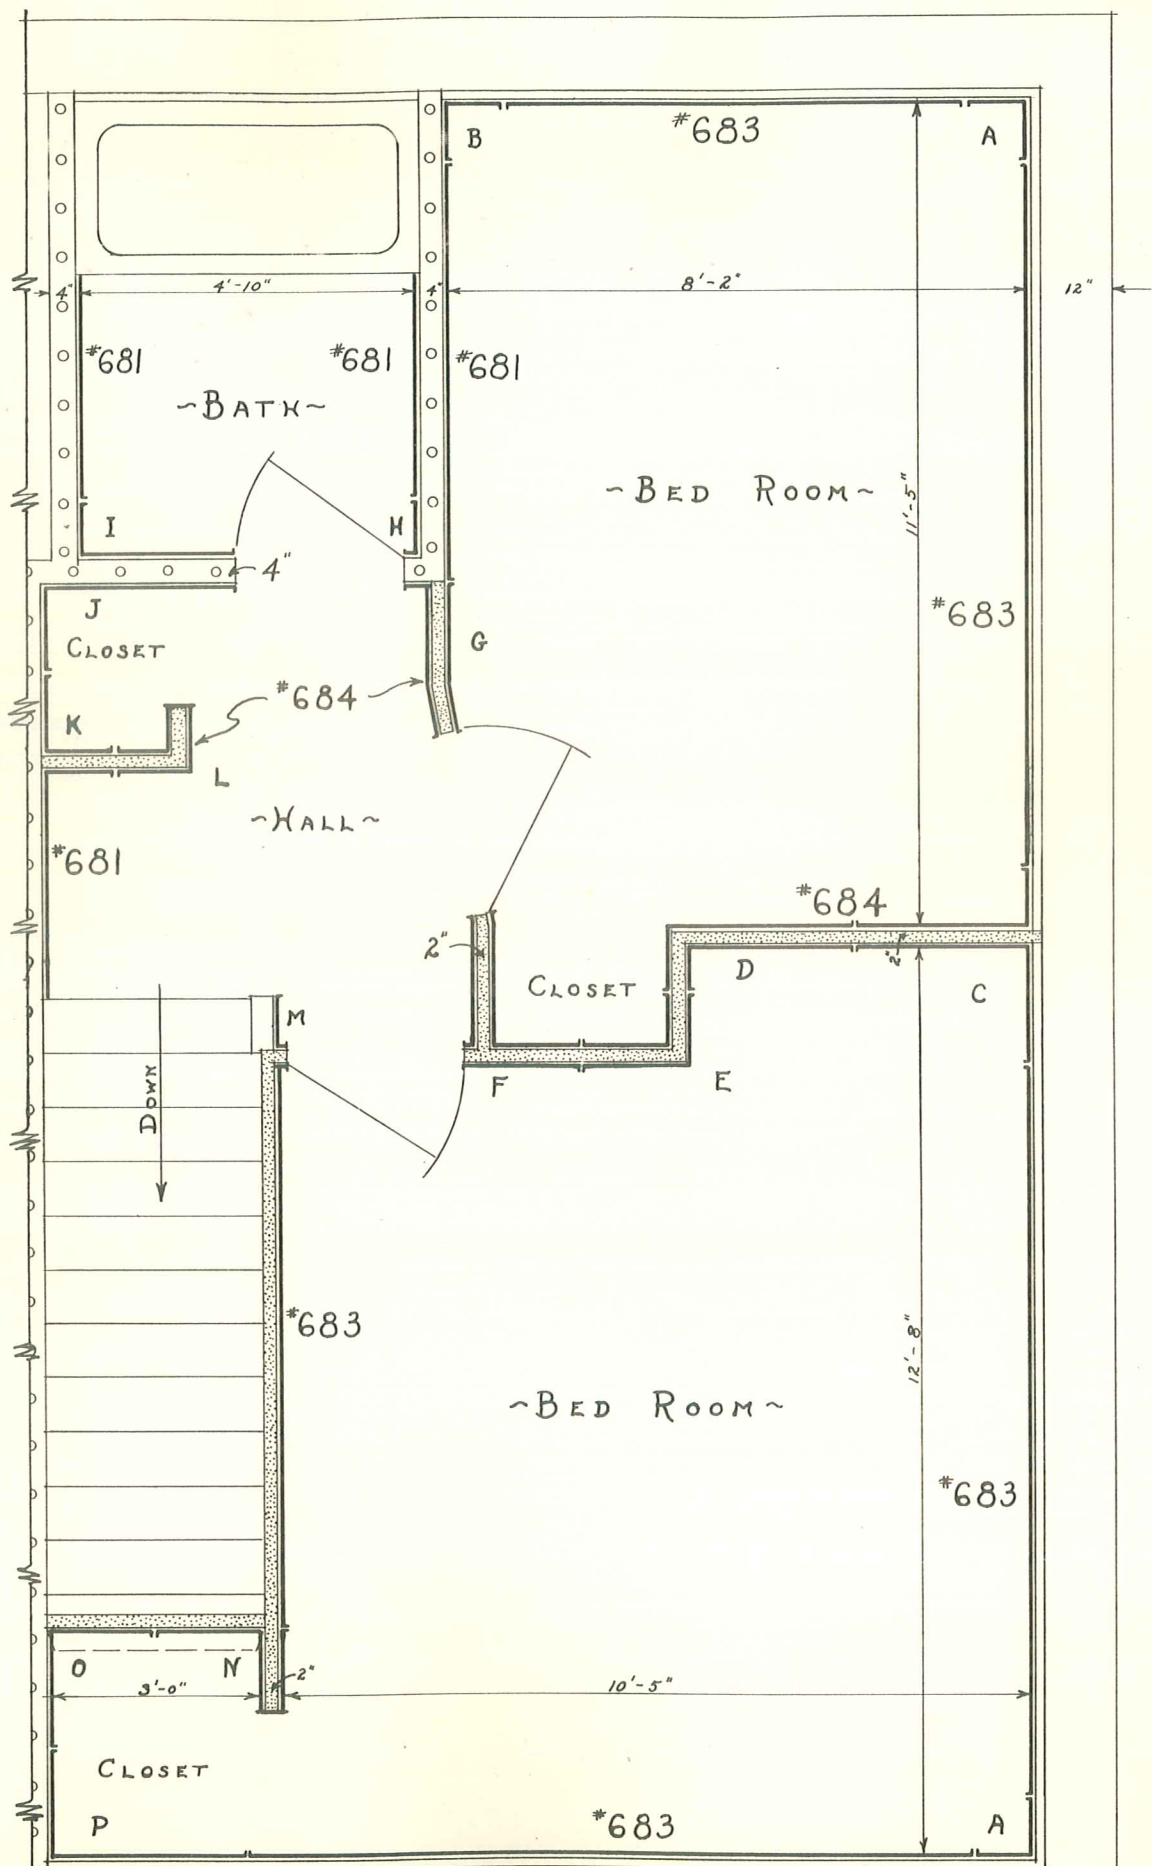 B #683 A
4" 4'-10" 4" 8'-2" 12"
#681 #681 #681
~BATH~
~BED ROOM~
11'-5"
I H
4"
J
CLOSET
G
#683
#684
K
L
~HALL~
#681
#684
2"
2"
D
CLOSET
C
M
F E
DOWN
#683
12'-8"
~BED ROOM~
#683
O N
2"
3'-0" 10'-5"
CLOSET
P #683 A